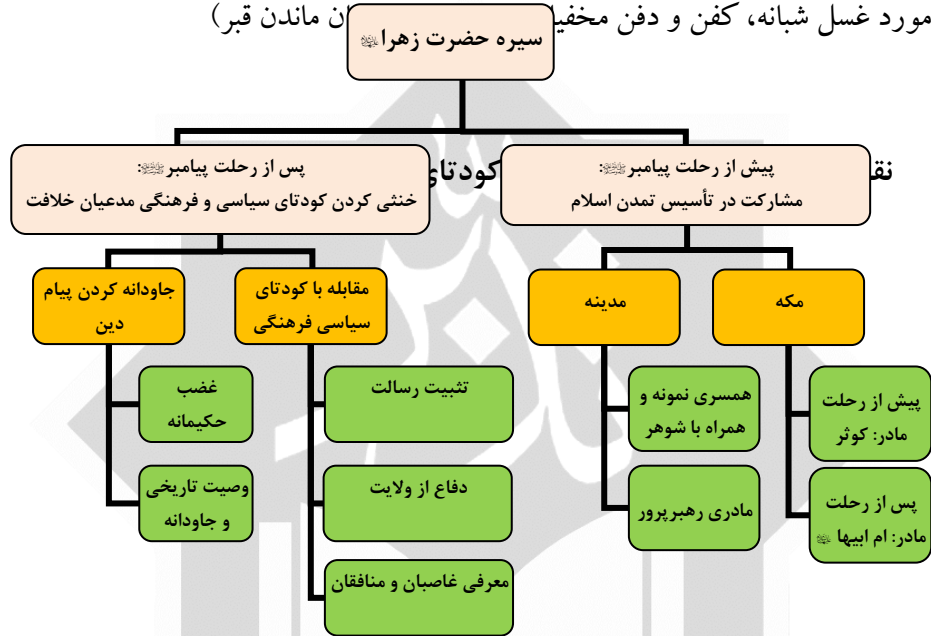 مورد غسل شبانه، کفن و دفن مخفی ان ماندن قبر)
سیره حضرت زهرا
پیش از رحلت پیامبر:
مشارکت در تأسیس تمدن اسلام
کودتای
پس از رحلت پیامبر:
خنثی کردن کودتای سیاسی و فرهنگی مدعیان خلافت
مکه
مدینه
مقابله با کودتای
سیاسی فرهنگی
جاودانه کردن پیام
دین
پیش از رحلت
مادر: کوثر
پس از رحلت
مادر: ام ابیها
همسری نمونه و
همراه با شوهر
مادری رهبرپرور
تثبیت رسالت
دفاع از ولایت
معرفی غاصبان و منافقان
غضب
حکیمانه
وصیت تاریخی
و جاودانه